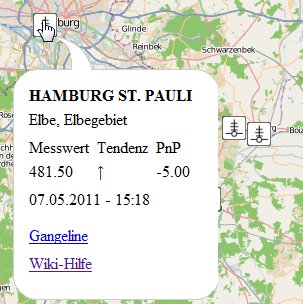 burg
Glinde
Reinbek
Schwarzenbek
HAMBURG ST. PAULI
Elbe, Elbegebiet
Messwert Tendenz PnP
481.50 ↑ -5.00
07.05.2011 - 15:18
Gangeline
Wiki-Hilfe